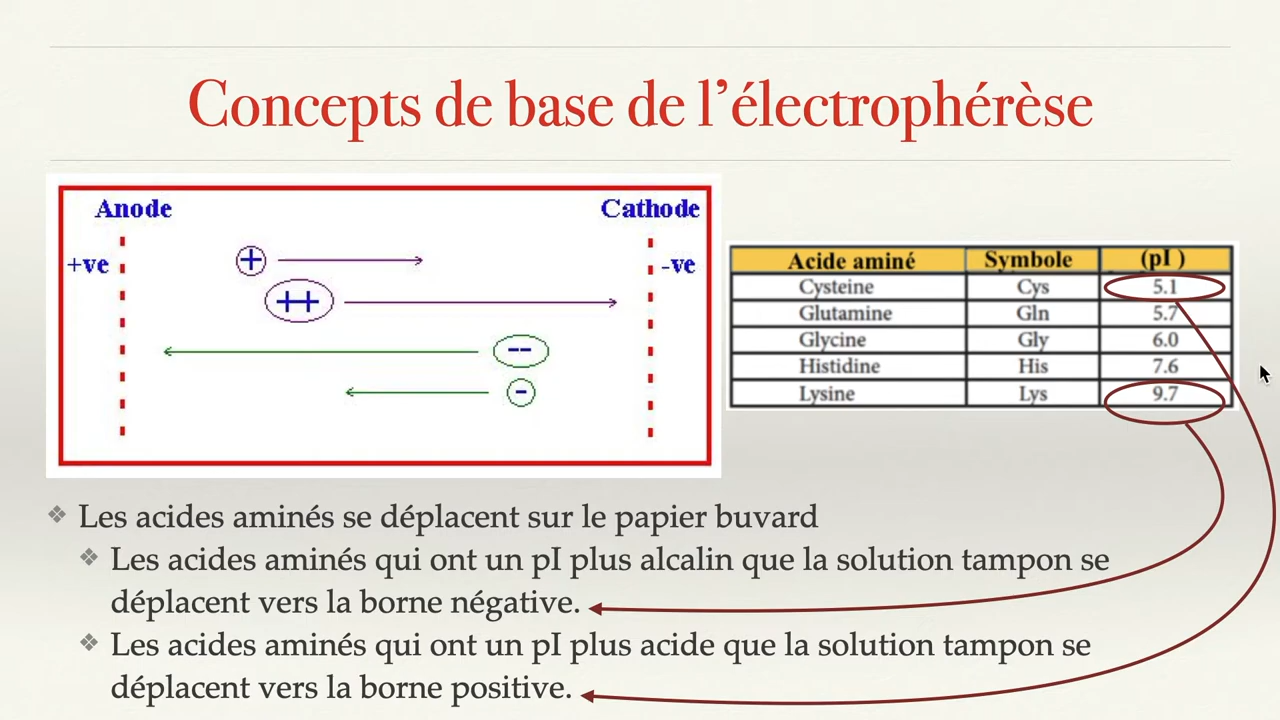 Concepts de base de l'électrophérèse
Anode
Cathode
+ve
-ve
+
++
--
-
Acide aminé Symbole (pI )
Cysteine Cys 5.1
Glutamine Gln 5.7
Glycine Gly 6.0
Histidine His 7.6
Lysine Lys 9.7
❖ Les acides aminés se déplacent sur le papier buvard
❖ Les acides aminés qui ont un pI plus alcalin que la solution tampon se
déplacent vers la borne négative.
❖ Les acides aminés qui ont un pI plus acide que la solution tampon se
déplacent vers la borne positive.